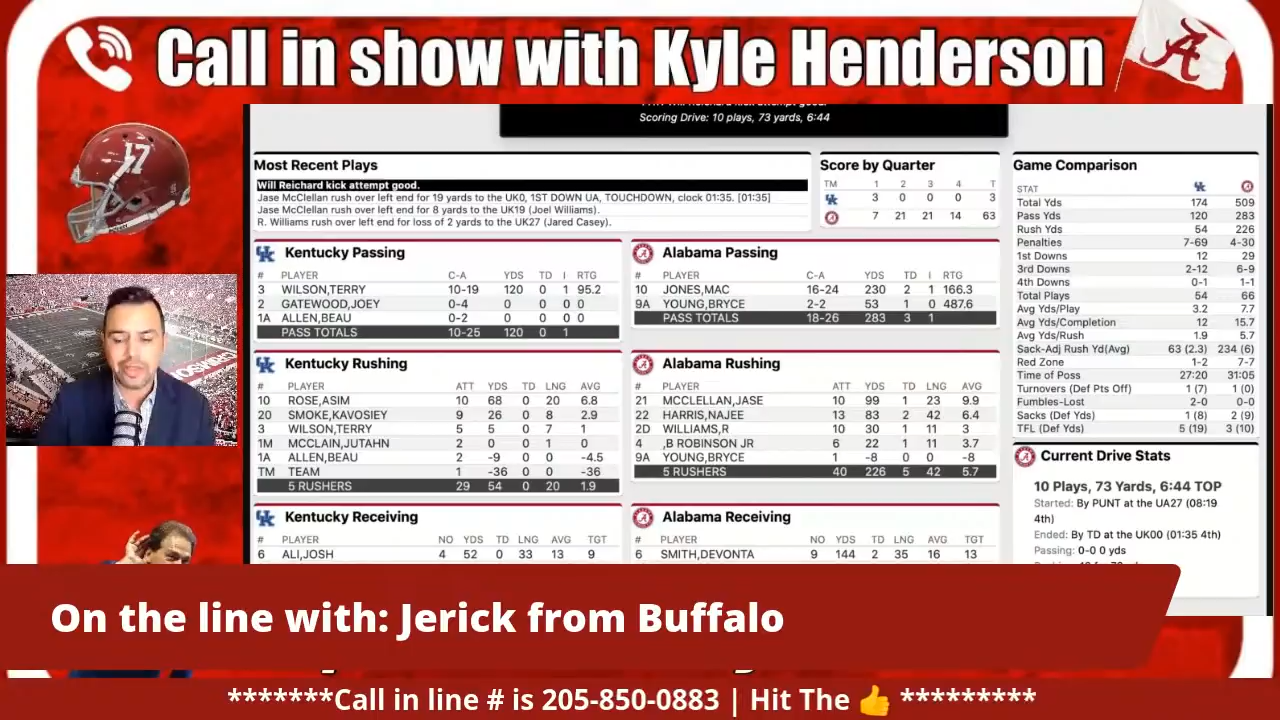 Call in show with Kyle Henderson
Scoring Drive: 10 plays, 73 yards, 6:44
Most Recent Plays
Will Reichard kick attempt good.
Jase McClellan rush over left end for 19 yards to the UK0, 1ST DOWN UA, TOUCHDOWN, clock 01:35. [01:35]
Jase McClellan rush over left end for 8 yards to the UK19 (Joel Williams).
R. Williams rush over left end for loss of 2 yards to the UK27 (Jared Casey).
Score by Quarter
TM 1 2 3 4 T
3 0 0 0 3
7 21 21 14 63
Game Comparison
STAT
Total Yds 174 509
Pass Yds 120 283
Rush Yds 54 226
Penalties 7-69 4-30
1st Downs 12 29
3rd Downs 2-12 6-9
4th Downs 0-1 1-1
Total Plays 54 66
Avg Yds/Play 3.2 7.7
Avg Yds/Completion 12 15.7
Avg Yds/Rush 1.9 5.7
Sack-Adj Rush Yd(Avg) 63 (2.3) 234 (6)
Red Zone 1-2 7-7
Time of Poss 27:20 31:05
Turnovers (Def Pts Off) 1 (7) 1 (0)
Fumbles-Lost 2-0 0-0
Sacks (Def Yds) 1 (8) 2 (9)
TFL (Def Yds) 5 (19) 3 (10)
Kentucky Passing
# PLAYER C-A YDS TD I RTG
3 WILSON,TERRY 10-19 120 0 1 95.2
2 GATEWOOD,JOEY 0-4 0 0 0 0
1A ALLEN,BEAU 0-2 0 0 0 0
PASS TOTALS 10-25 120 0 1
Alabama Passing
# PLAYER C-A YDS TD I RTG
10 JONES,MAC 16-24 230 2 1 166.3
9A YOUNG,BRYCE 2-2 53 1 0 487.6
PASS TOTALS 18-26 283 3 1
Kentucky Rushing
# PLAYER ATT YDS TD LNG AVG
10 ROSE,ASIM 10 68 0 20 6.8
20 SMOKE,KAVOSIEY 9 26 0 8 2.9
3 WILSON,TERRY 5 5 0 7 1
1M MCCLAIN,JUTAHN 2 0 0 1 0
1A ALLEN,BEAU 2 -9 0 0 -4.5
TM TEAM 1 -36 0 0 -36
5 RUSHERS 29 54 0 20 1.9
Alabama Rushing
# PLAYER ATT YDS TD LNG AVG
21 MCCLELLAN,JASE 10 99 1 23 9.9
22 HARRIS,NAJEE 13 83 2 42 6.4
2D WILLIAMS,R 10 30 1 11 3
4 ,B ROBINSON JR 6 22 1 11 3.7
9A YOUNG,BRYCE 1 -8 0 0 -8
5 RUSHERS 40 226 5 42 5.7
Current Drive Stats
10 Plays, 73 Yards, 6:44 TOP
Started: By PUNT at the UA27 (08:19
4th)
Ended: By TD at the UK00 (01:35 4th)
Passing: 0-0 0 yds
Kentucky Receiving
# PLAYER NO YDS TD LNG AVG TGT
6 ALI,JOSH 4 52 0 33 13 9
Alabama Receiving
# PLAYER NO YDS TD LNG AVG TGT
6 SMITH,DEVONTA 9 144 2 35 16 13
17
On the line with: Jerick from Buffalo
*******Call in line # is 205-850-0883 | Hit The 👍 *********